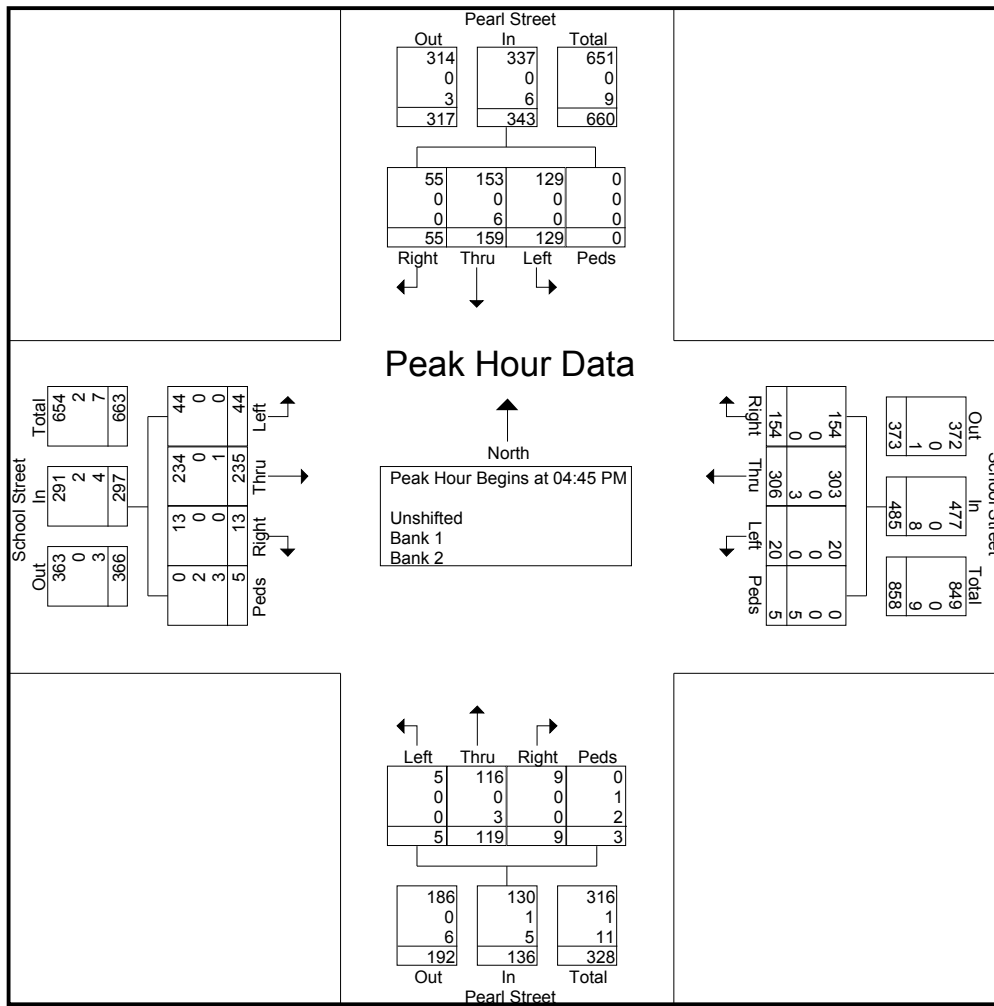 Pearl Street
Out In Total
314 337 651
0 0 0
3 6 9
317 343 660
55 153 129 0
0 0 0 0
0 6 0 0
55 159 129 0
Right Thru Left Peds
Peak Hour Data
North
Peak Hour Begins at 04:45 PM
Unshifted
Bank 1
Bank 2
School Street
Out In Total
363 291 654
0 2 2
3 4 7
366 297 663
Left Thru Right Peds
44 234 13 0
0 0 0 2
0 1 0 3
44 235 13 5
School Street
Out In Total
372 477 849
0 0 0
1 8 9
373 485 858
154 303 20 0
0 0 0 0
0 3 0 5
154 306 20 5
Right Thru Left Peds
Left Thru Right Peds
5 116 9 0
0 0 0 1
0 3 0 2
5 119 9 3
186 130 316
0 1 1
6 5 11
192 136 328
Out In Total
Pearl Street